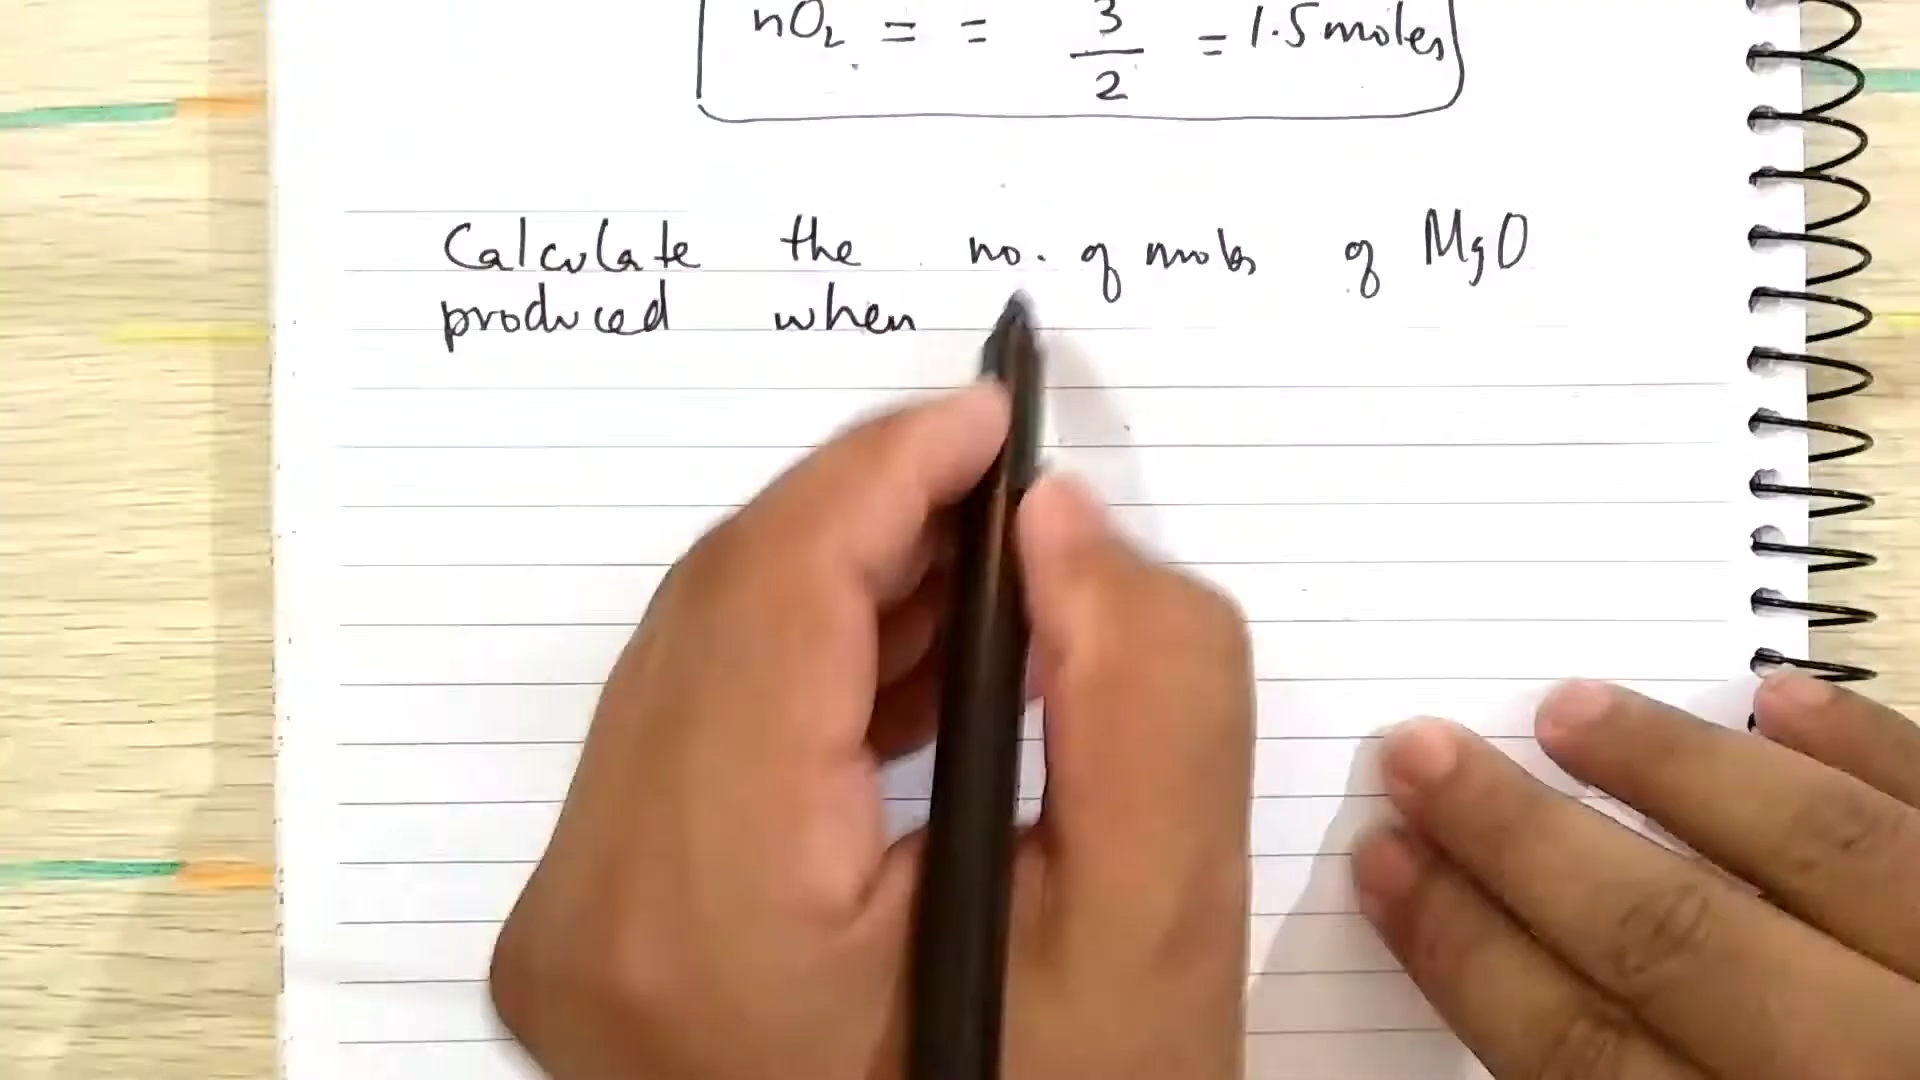 nO₂ = = 3/2 = 1.5 moles
Calculate the no. of moles of MgO
produced when